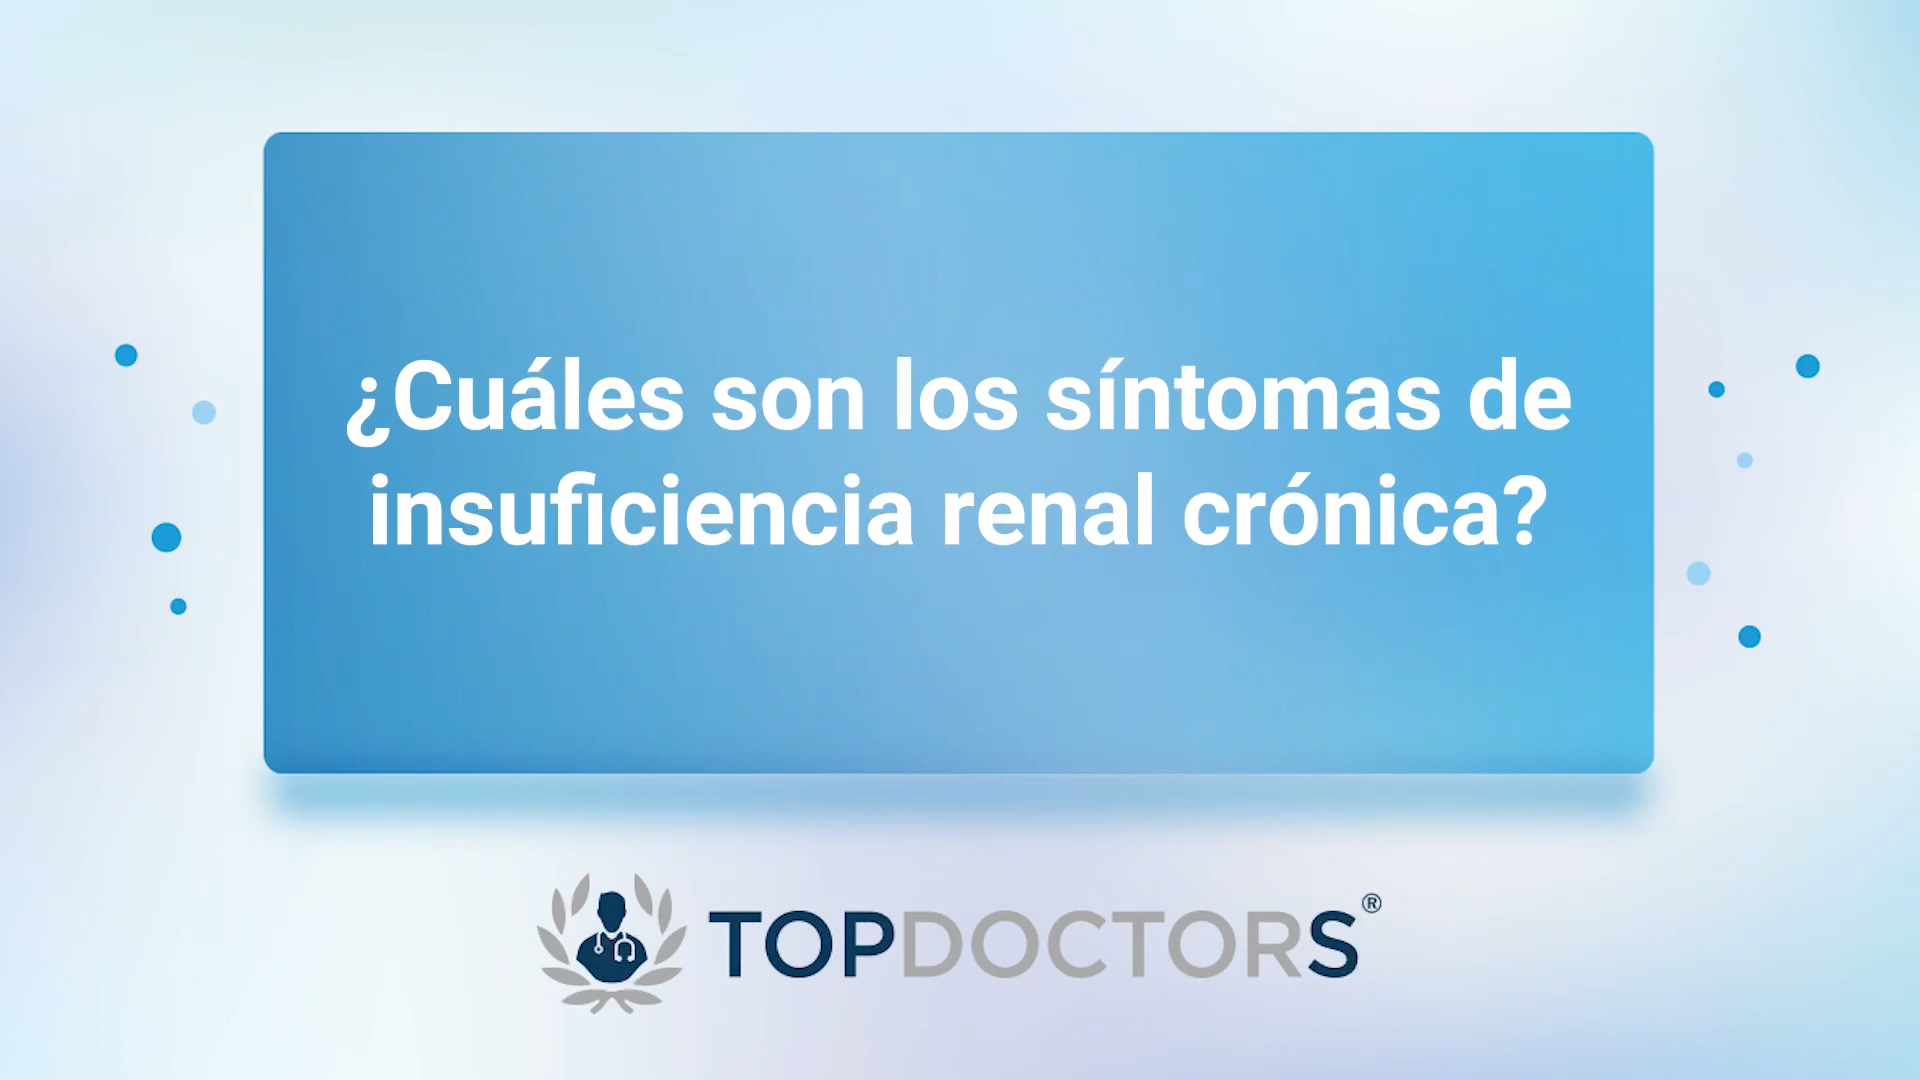 ¿Cuáles son los síntomas de
insuficiencia renal crónica?
TOPDOCTORS®